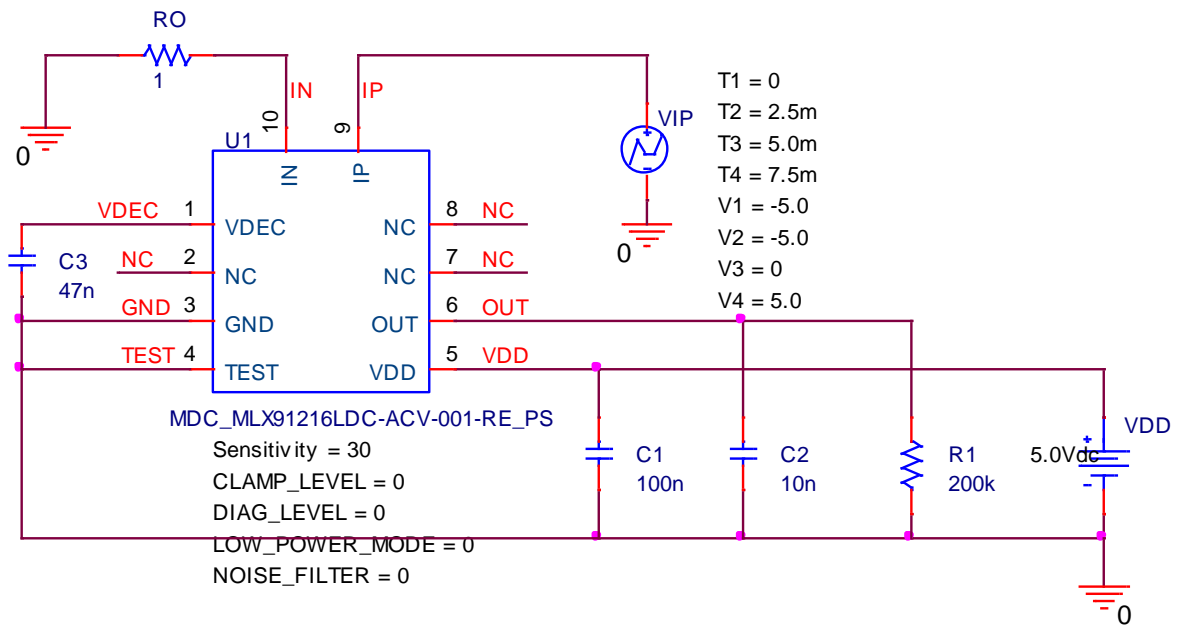 RO
1
IN
IP
10
9
0
U1
VIP
0
T1 = 0
T2 = 2.5m
T3 = 5.0m
T4 = 7.5m
V1 = -5.0
V2 = -5.0
V3 = 0
V4 = 5.0
IN
IP
VDEC
1
VDEC
NC
8
NC
C3
47n
NC
2
NC
NC
7
NC
GND
3
GND
OUT
6
OUT
TEST
4
TEST
VDD
5
VDD
MDC_MLX91216LDC-ACV-001-RE_PS
Sensitivity = 30
CLAMP_LEVEL = 0
DIAG_LEVEL = 0
LOW_POWER_MODE = 0
NOISE_FILTER = 0
C1
100n
C2
10n
R1
200k
VDD
5.0Vdc
0